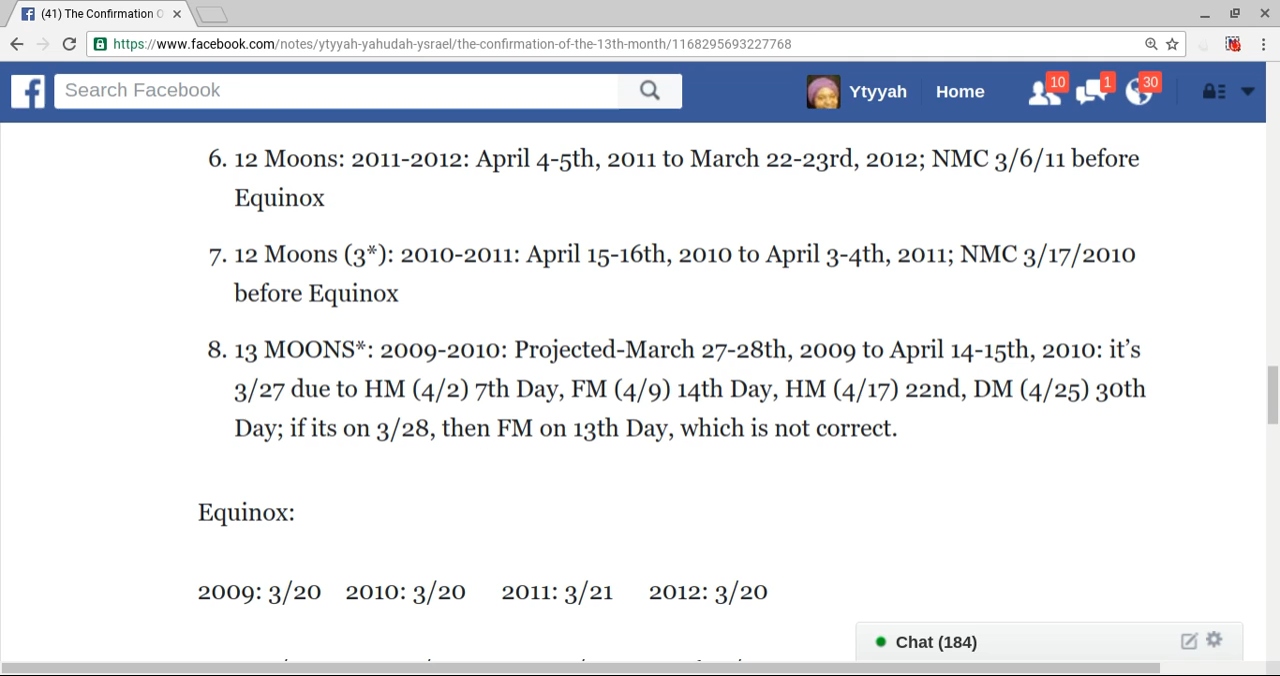 (41) The Confirmation O
https://www.facebook.com/notes/ytyyah-yahudah-ysrael/the-confirmation-of-the-13th-month/1168295693227768
Search Facebook
Ytyyah
Home
10
1
30
6. 12 Moons: 2011-2012: April 4-5th, 2011 to March 22-23rd, 2012; NMC 3/6/11 before
Equinox
7. 12 Moons (3*): 2010-2011: April 15-16th, 2010 to April 3-4th, 2011; NMC 3/17/2010
before Equinox
8. 13 MOONS*: 2009-2010: Projected-March 27-28th, 2009 to April 14-15th, 2010: it’s
3/27 due to HM (4/2) 7th Day, FM (4/9) 14th Day, HM (4/17) 22nd, DM (4/25) 30th
Day; if its on 3/28, then FM on 13th Day, which is not correct.
Equinox:
2009: 3/20 2010: 3/20 2011: 3/21 2012: 3/20
Chat (184)